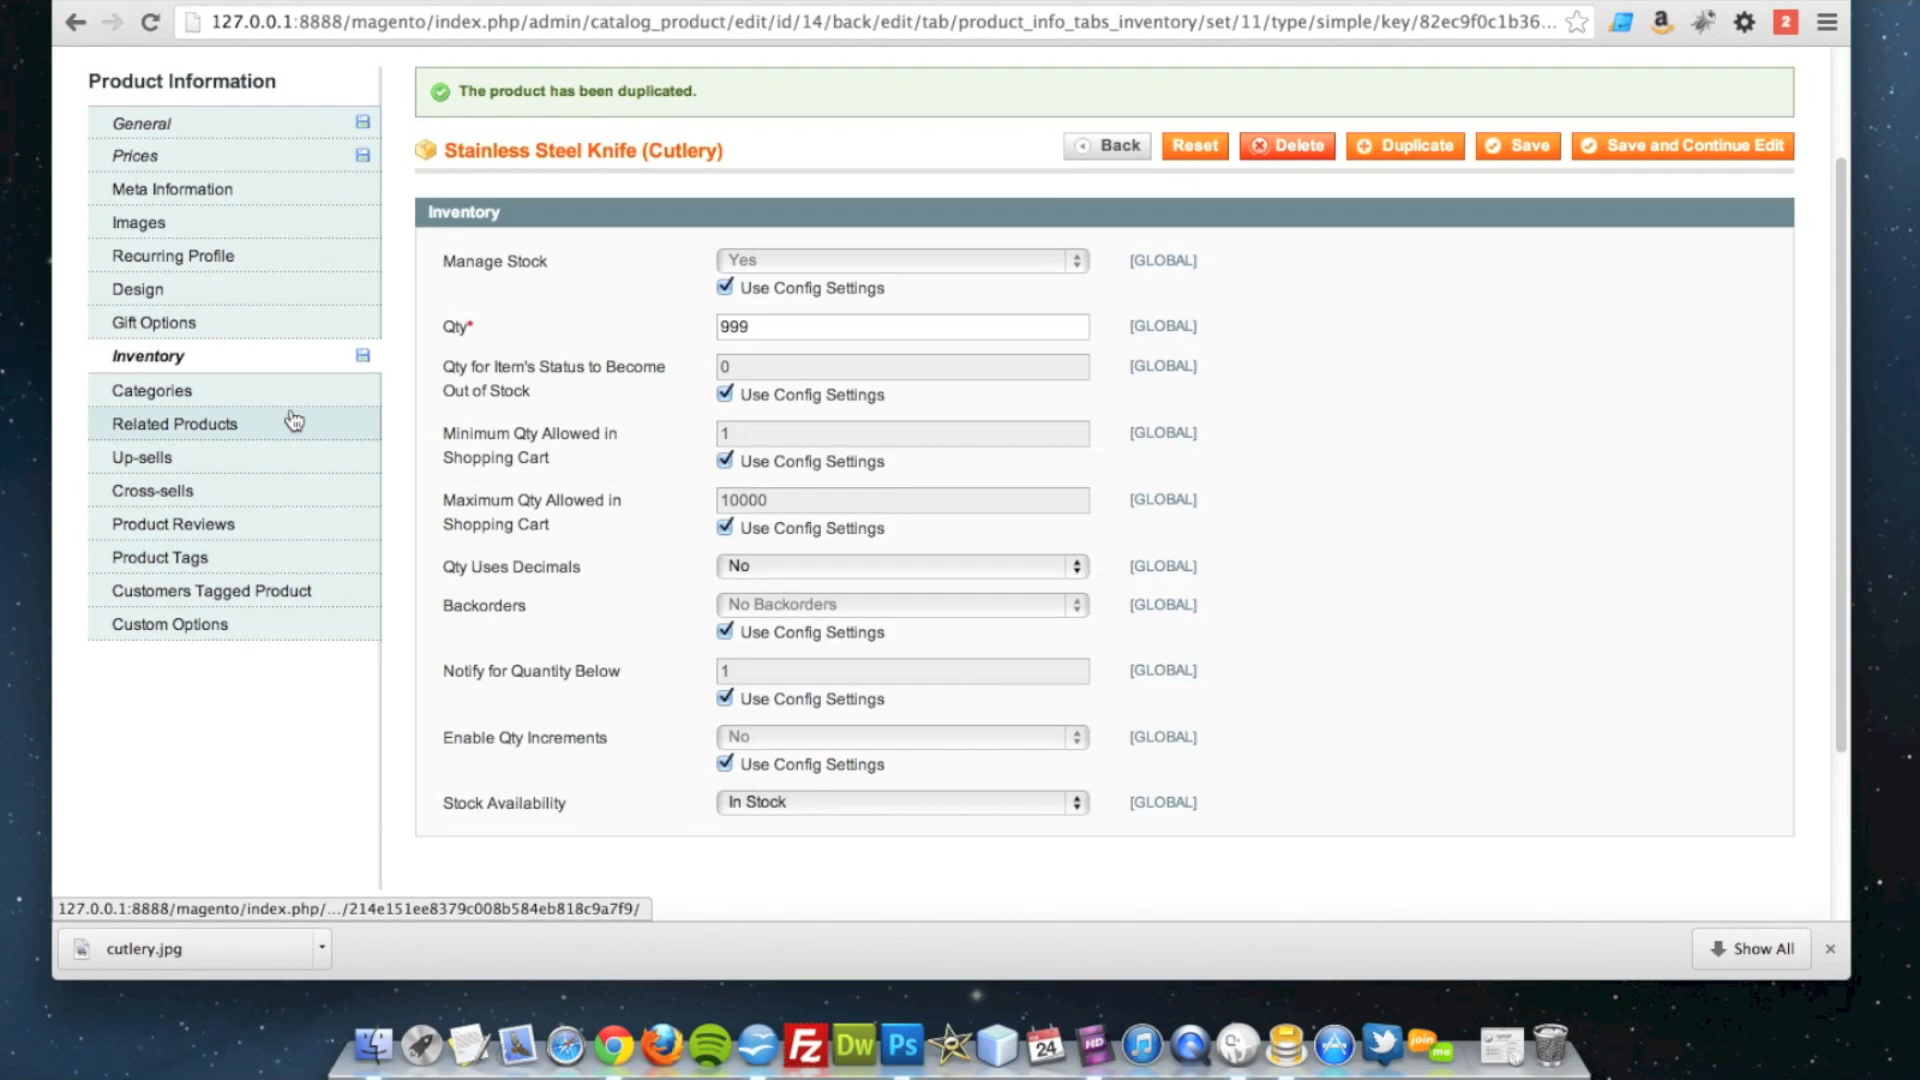 127.0.0.1:8888/magento/index.php/admin/catalog_product/edit/id/14/back/edit/tab/product_info_tabs_inventory/set/11/type/simple/key/82ec9f0c1b36...
2
Product Information
General
Prices
Meta Information
Images
Recurring Profile
Design
Gift Options
Inventory
Categories
Related Products
Up-sells
Cross-sells
Product Reviews
Product Tags
Customers Tagged Product
Custom Options
The product has been duplicated.
Stainless Steel Knife (Cutlery)
Back Reset Delete Duplicate Save Save and Continue Edit
Inventory
Manage Stock Yes [GLOBAL]
Use Config Settings
Qty* 999 [GLOBAL]
Qty for Item's Status to Become 0 [GLOBAL]
Out of Stock Use Config Settings
Minimum Qty Allowed in 1 [GLOBAL]
Shopping Cart Use Config Settings
Maximum Qty Allowed in 10000 [GLOBAL]
Shopping Cart Use Config Settings
Qty Uses Decimals No [GLOBAL]
Backorders No Backorders [GLOBAL]
Use Config Settings
Notify for Quantity Below 1 [GLOBAL]
Use Config Settings
Enable Qty Increments No [GLOBAL]
Use Config Settings
Stock Availability In Stock [GLOBAL]
127.0.0.1:8888/magento/index.php/.../214e151ee8379c008b584eb818c9a7f9/
cutlery.jpg Show All
Fz Dw Ps 24 HD join me